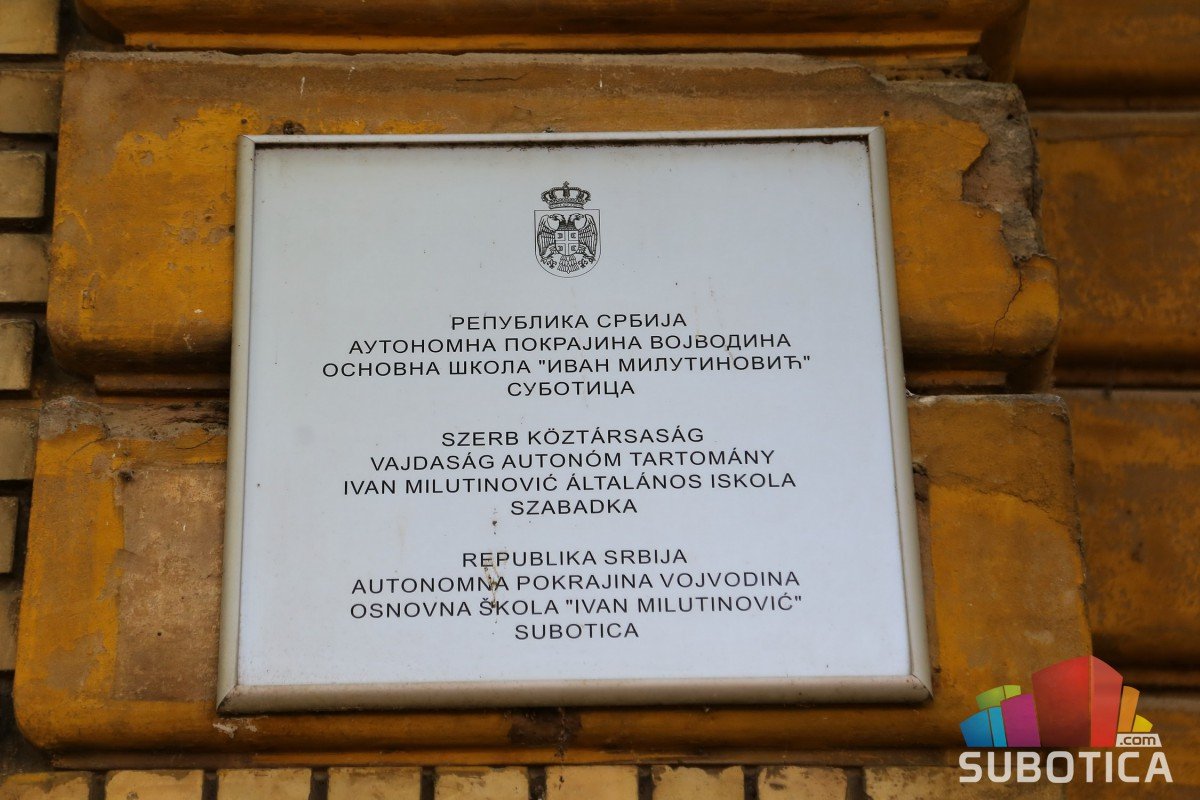 РЕПУБЛИКА СРБИЈА
АУТОНОМНА ПОКРАЈИНА ВОЈВОДИНА
ОСНОВНА ШКОЛА "ИВАН МИЛУТИНОВИЋ"
СУБОТИЦА
SZERB KÖZTÁRSASÁG
VAJDASÁG AUTONÓM TARTOMÁNY
IVAN MILUTINOVIĆ ÁLTALÁNOS ISKOLA
SZABADKA
REPUBLIKA SRBIJA
AUTONOMNA POKRAJINA VOJVODINA
OSNOVNA ŠKOLA "IVAN MILUTINOVIĆ"
SUBOTICA
.com
SUBOTICA